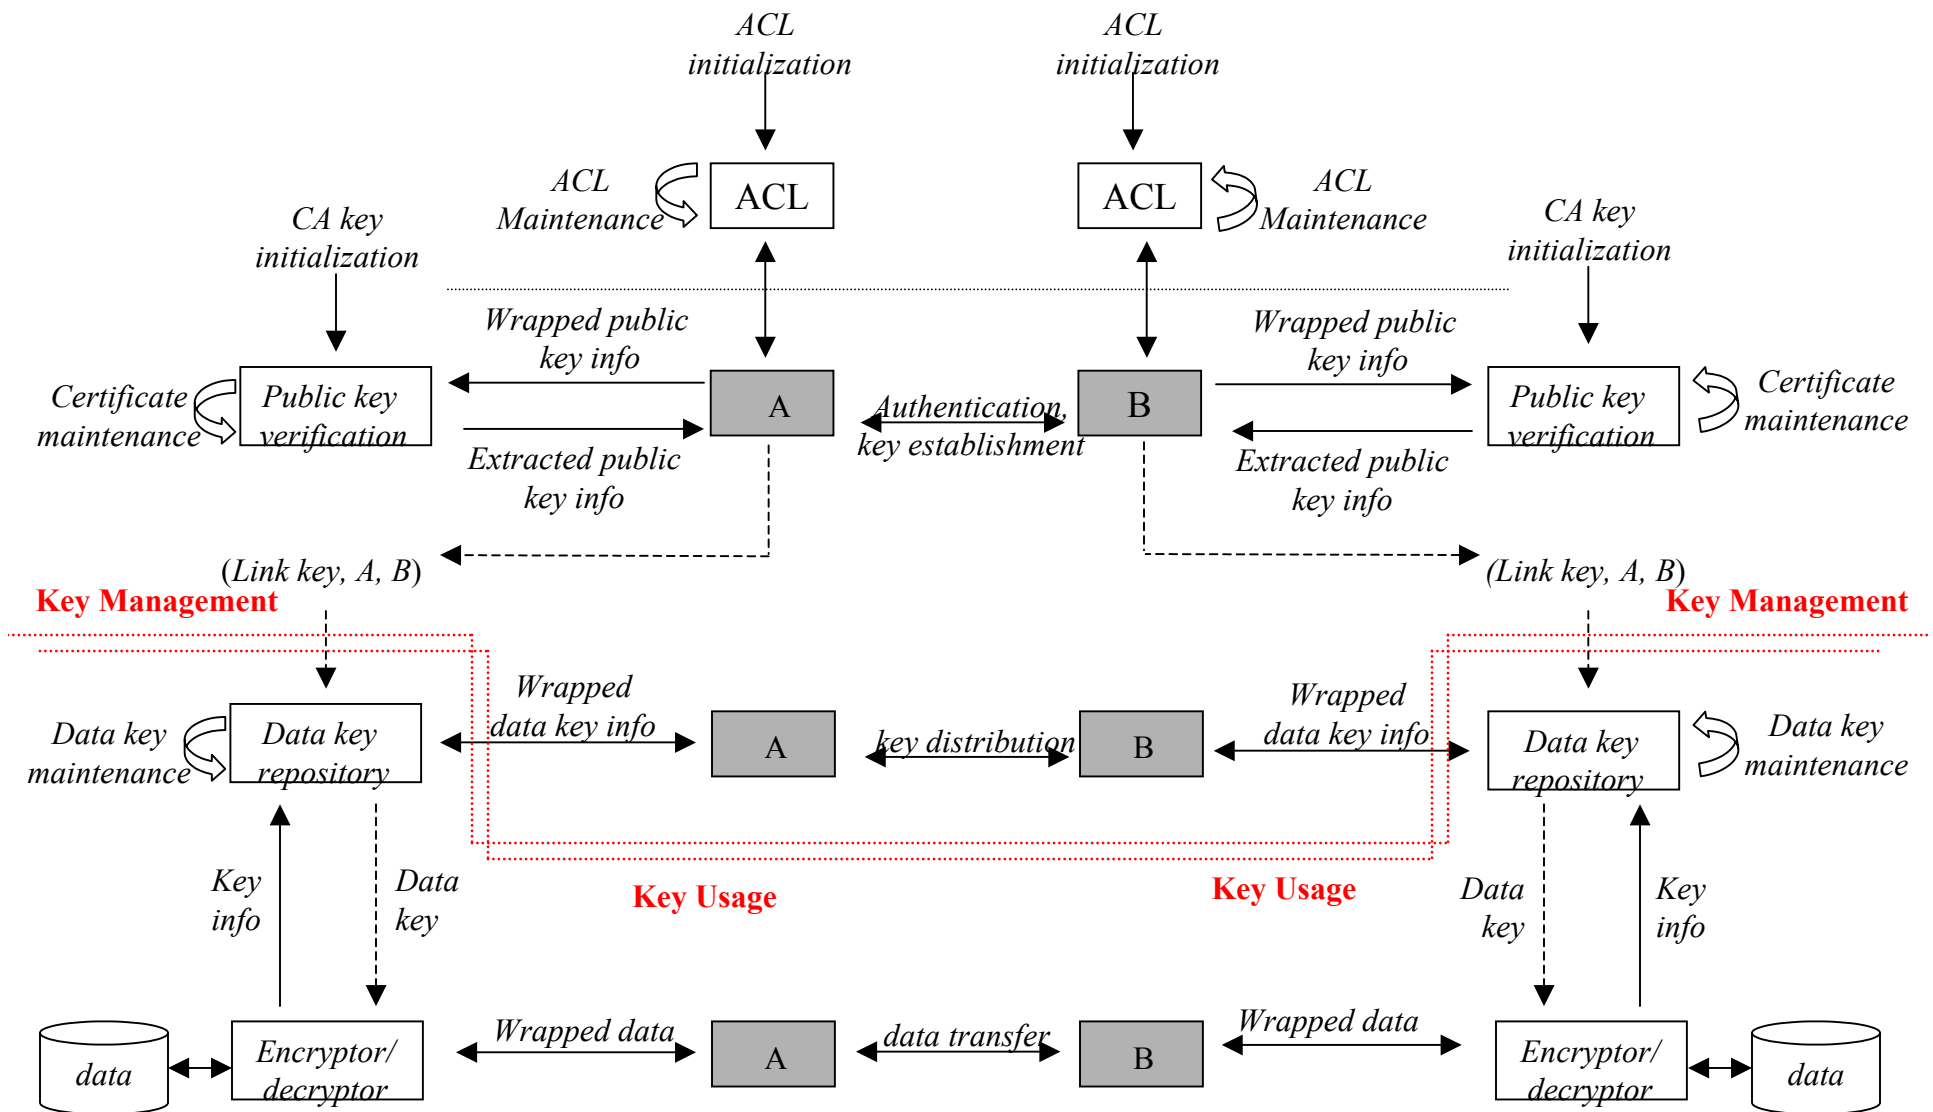 ACL
initialization
ACL
initialization
ACL
Maintenance
ACL
ACL
ACL
Maintenance
CA key
initialization
CA key
initialization
Wrapped public
key info
Wrapped public
key info
Certificate
maintenance
Public key
verification
A
Authentication,
key establishment
B
Public key
verification
Certificate
maintenance
Extracted public
key info
Extracted public
key info
(Link key, A, B)
(Link key, A, B)
Key Management
Key Management
Wrapped
data key info
Wrapped
data key info
Data key
maintenance
Data key
repository
A
key distribution
B
Data key
repository
Data key
maintenance
Key
info
Data
key
Key Usage
Key Usage
Data
key
Key
info
data
Encryptor/
decryptor
Wrapped data
A
data transfer
B
Wrapped data
Encryptor/
decryptor
data